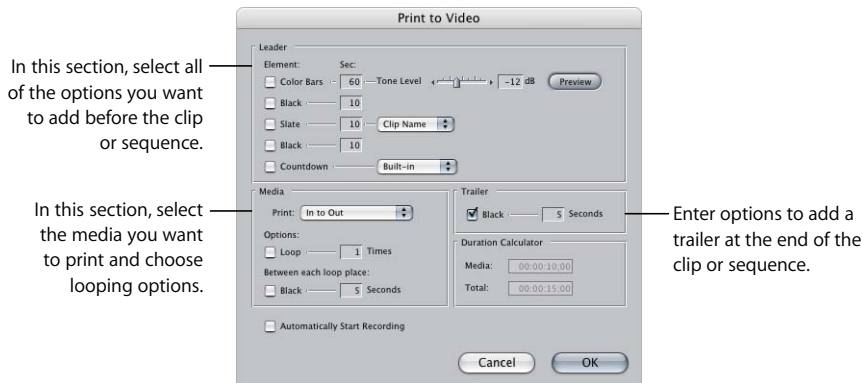 Print to Video
In this section, select all
of the options you want
to add before the clip
or sequence.
Leader
Element: Sec:
Color Bars 60 Tone Level -12 dB Preview
Black 10
Slate 10 Clip Name
Black 10
Countdown Built-in
In this section, select
the media you want
to print and choose
looping options.
Media
Print: In to Out
Options:
Loop 1 Times
Between each loop place:
Black 5 Seconds
Trailer
Black 5 Seconds
Duration Calculator
Media: 00:00:10;00
Total: 00:00:15;00
Enter options to add a
trailer at the end of the
clip or sequence.
Automatically Start Recording
Cancel OK